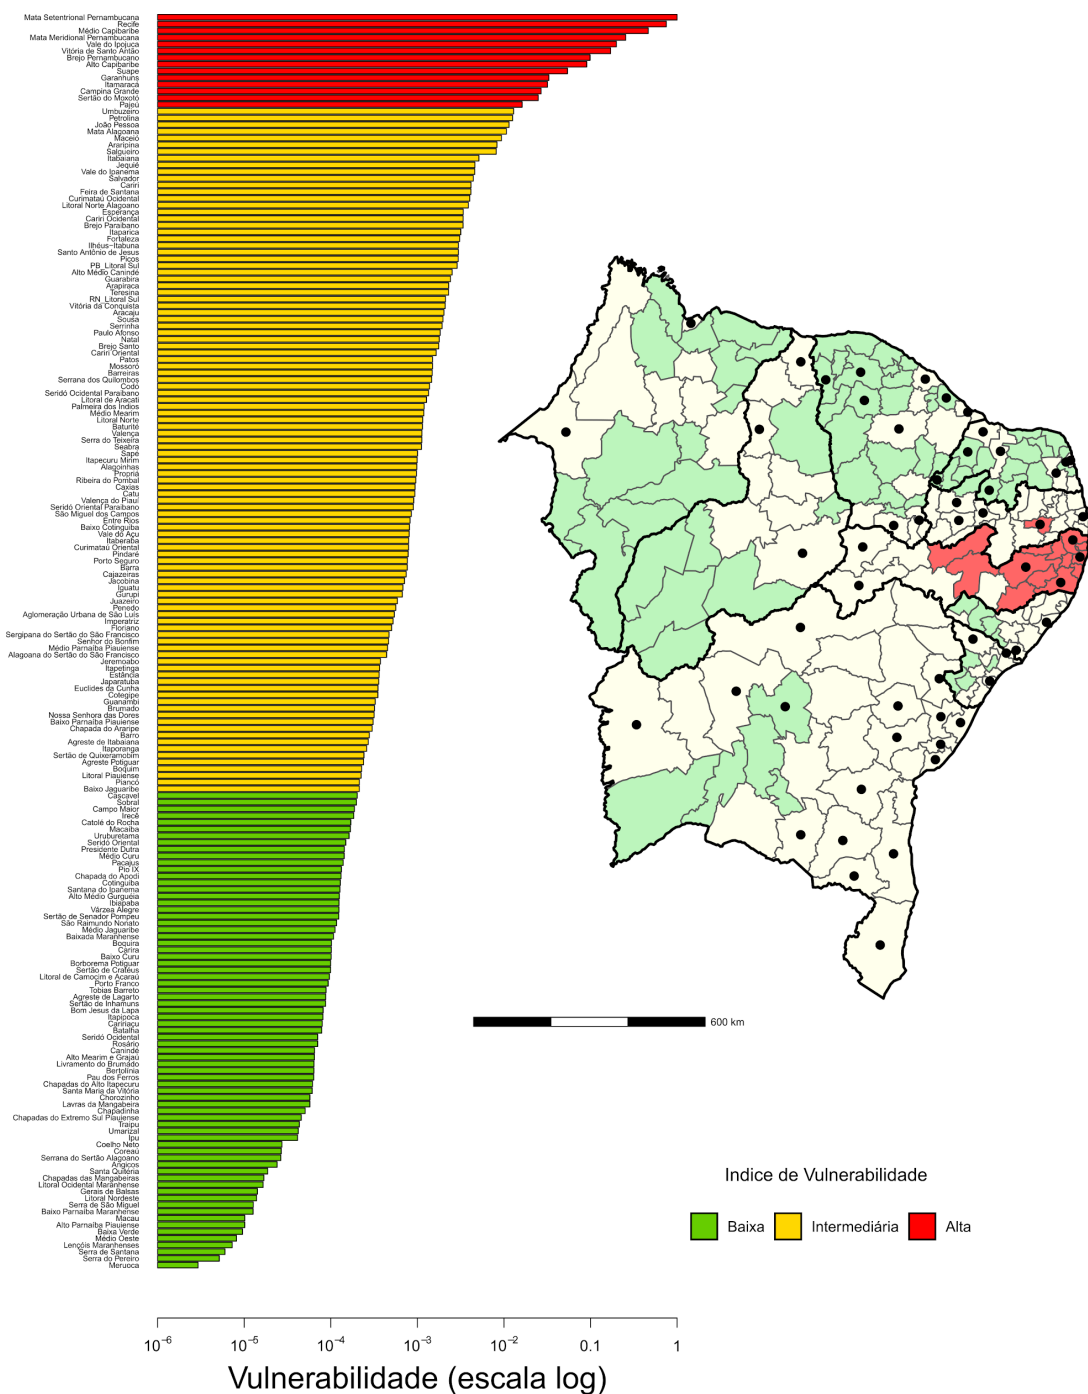 Mata Setentrional Pernambucana
Recife
Médio Capibaribe
Mata Meridional Pernambucana
Vale do Ipojuca
Vitória de Santo Antão
Brejo Pernambucano
Alto Capibaribe
Suape
Garanhuns
Itamaracá
Campina Grande
Sertão do Moxotó
Pajeú
Umbuzeiro
Petrolina
João Pessoa
Mata Alagoana
Maceió
Araripina
Salgueiro
Itabaiana
Jequié
Vale do Ipanema
Salvador
Cariri
Feira de Santana
Curimataú Ocidental
Litoral Norte Alagoano
Esperança
Cariri Ocidental
Brejo Paraibano
Itaparica
Fortaleza
Ilhéus−Itabuna
Santo Antônio de Jesus
Picos
PB_Litoral Sul
Alto Médio Canindé
Guarabira
Arapiraca
Teresina
RN_Litoral Sul
Vitória da Conquista
Aracaju
Sousa
Serrinha
Paulo Afonso
Natal
Brejo Santo
Cariri Oriental
Patos
Mossoró
Barreiras
Serrana dos Quilombos
Codó
Seridó Ocidental Paraibano
Litoral de Aracati
Palmeira dos Índios
Médio Mearim
Litoral Norte
Baturité
Valença
Serra do Teixeira
Seabra
Sapé
Itapecuru Mirim
Alagoinhas
Propriá
Ribeira do Pombal
Caxias
Catu
Valença do Piauí
Seridó Oriental Paraibano
São Miguel dos Campos
Entre Rios
Baixo Cotinguiba
Vale do Açu
Itaberaba
Curimataú Oriental
Pindaré
Porto Seguro
Barra
Cajazeiras
Jacobina
Iguatu
Gurupi
Juazeiro
Penedo
Aglomeração Urbana de São Luís
Imperatriz
Floriano
Sergipana do Sertão do São Francisco
Senhor do Bonfim
Médio Parnaíba Piauiense
Alagoana do Sertão do São Francisco
Jeremoabo
Itapetinga
Estância
Japaratuba
Euclides da Cunha
Cotegipe
Guanambi
Brumado
Nossa Senhora das Dores
Baixo Parnaíba Piauiense
Chapada do Araripe
Barro
Agreste de Itabaiana
Itaporanga
Sertão de Quixeramobim
Agreste Potiguar
Boquim
Litoral Piauiense
Piancó
Baixo Jaguaribe
Cascavel
Sobral
Campo Maior
Irecê
Catolé do Rocha
Macaíba
Uruburetama
Seridó Oriental
Presidente Dutra
Médio Curu
Pacajus
Pio IX
Chapada do Apodi
Cotinguiba
Santana do Ipanema
Alto Médio Gurguéia
Ibiapaba
Várzea Alegre
Sertão de Senador Pompeu
São Raimundo Nonato
Médio Jaguaribe
Baixada Maranhense
Boquira
Carira
Baixo Curu
Borborema Potiguar
Sertão de Crateús
Litoral de Camocim e Acaraú
Porto Franco
Tobias Barreto
Agreste de Lagarto
Sertão de Inhamuns
Bom Jesus da Lapa
Itapipoca
Caririaçu
Batalha
Seridó Ocidental
Rosário
Canindé
Alto Mearim e Grajaú
Livramento do Brumado
Bertolínia
Pau dos Ferros
Chapadas do Alto Itapecuru
Santa Maria da Vitória
Chorozinho
Lavras da Mangabeira
Chapadinha
Chapadas do Extremo Sul Piauiense
Traipu
Umarizal
Ipu
Coelho Neto
Coreaú
Serrana do Sertão Alagoano
Angicos
Santa Quitéria
Chapadas das Mangabeiras
Litoral Ocidental Maranhense
Gerais de Balsas
Litoral Nordeste
Serra de São Miguel
Baixo Parnaíba Maranhense
Macau
Alto Parnaíba Piauiense
Baixa Verde
Médio Oeste
Lençóis Maranhenses
Serra de Santana
Serra do Pereiro
Meruoca
600 km
Indice de Vulnerabilidade
Baixa Intermediária Alta
10−6 10−5 10−4 10−3 10−2 0.1 1
Vulnerabilidade (escala log)